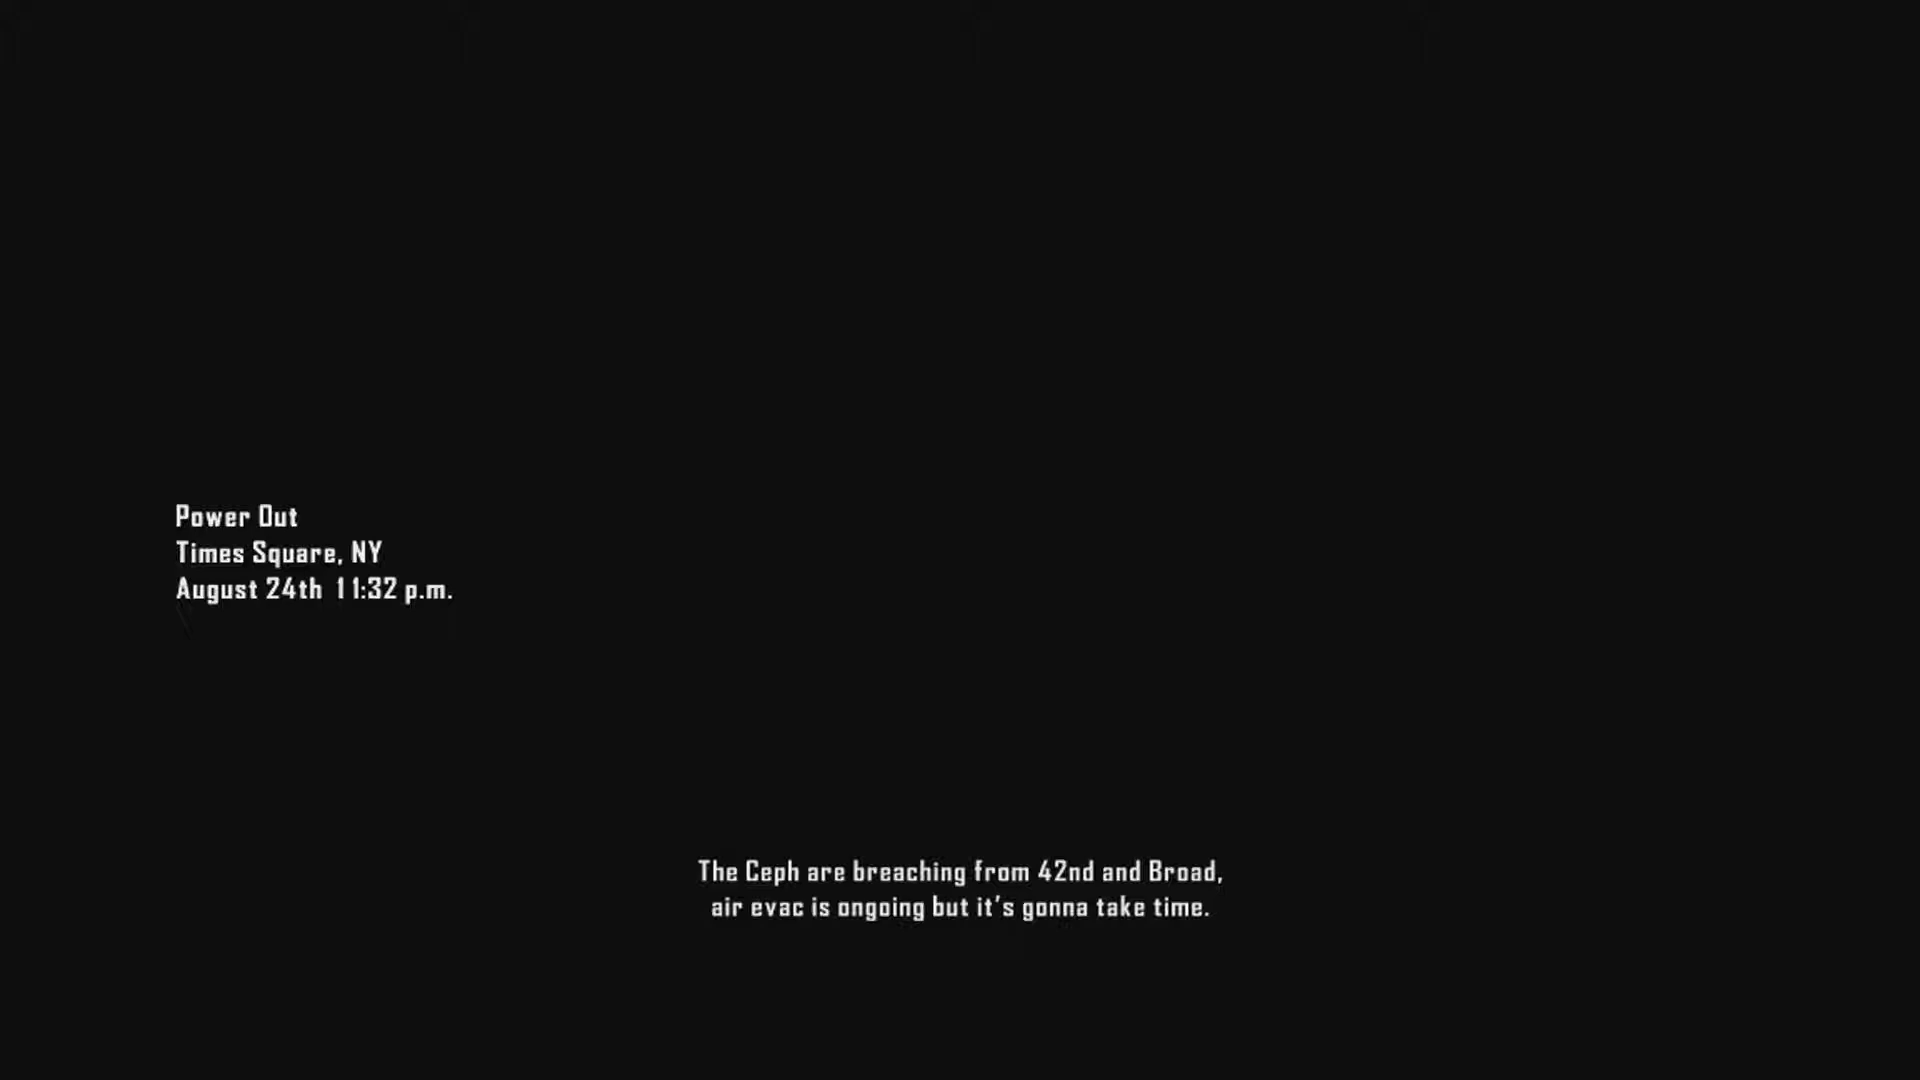 Power Out
Times Square, NY
August 24th 11:32 p.m.
The Ceph are breaching from 42nd and Broad,
air evac is ongoing but it's gonna take time.